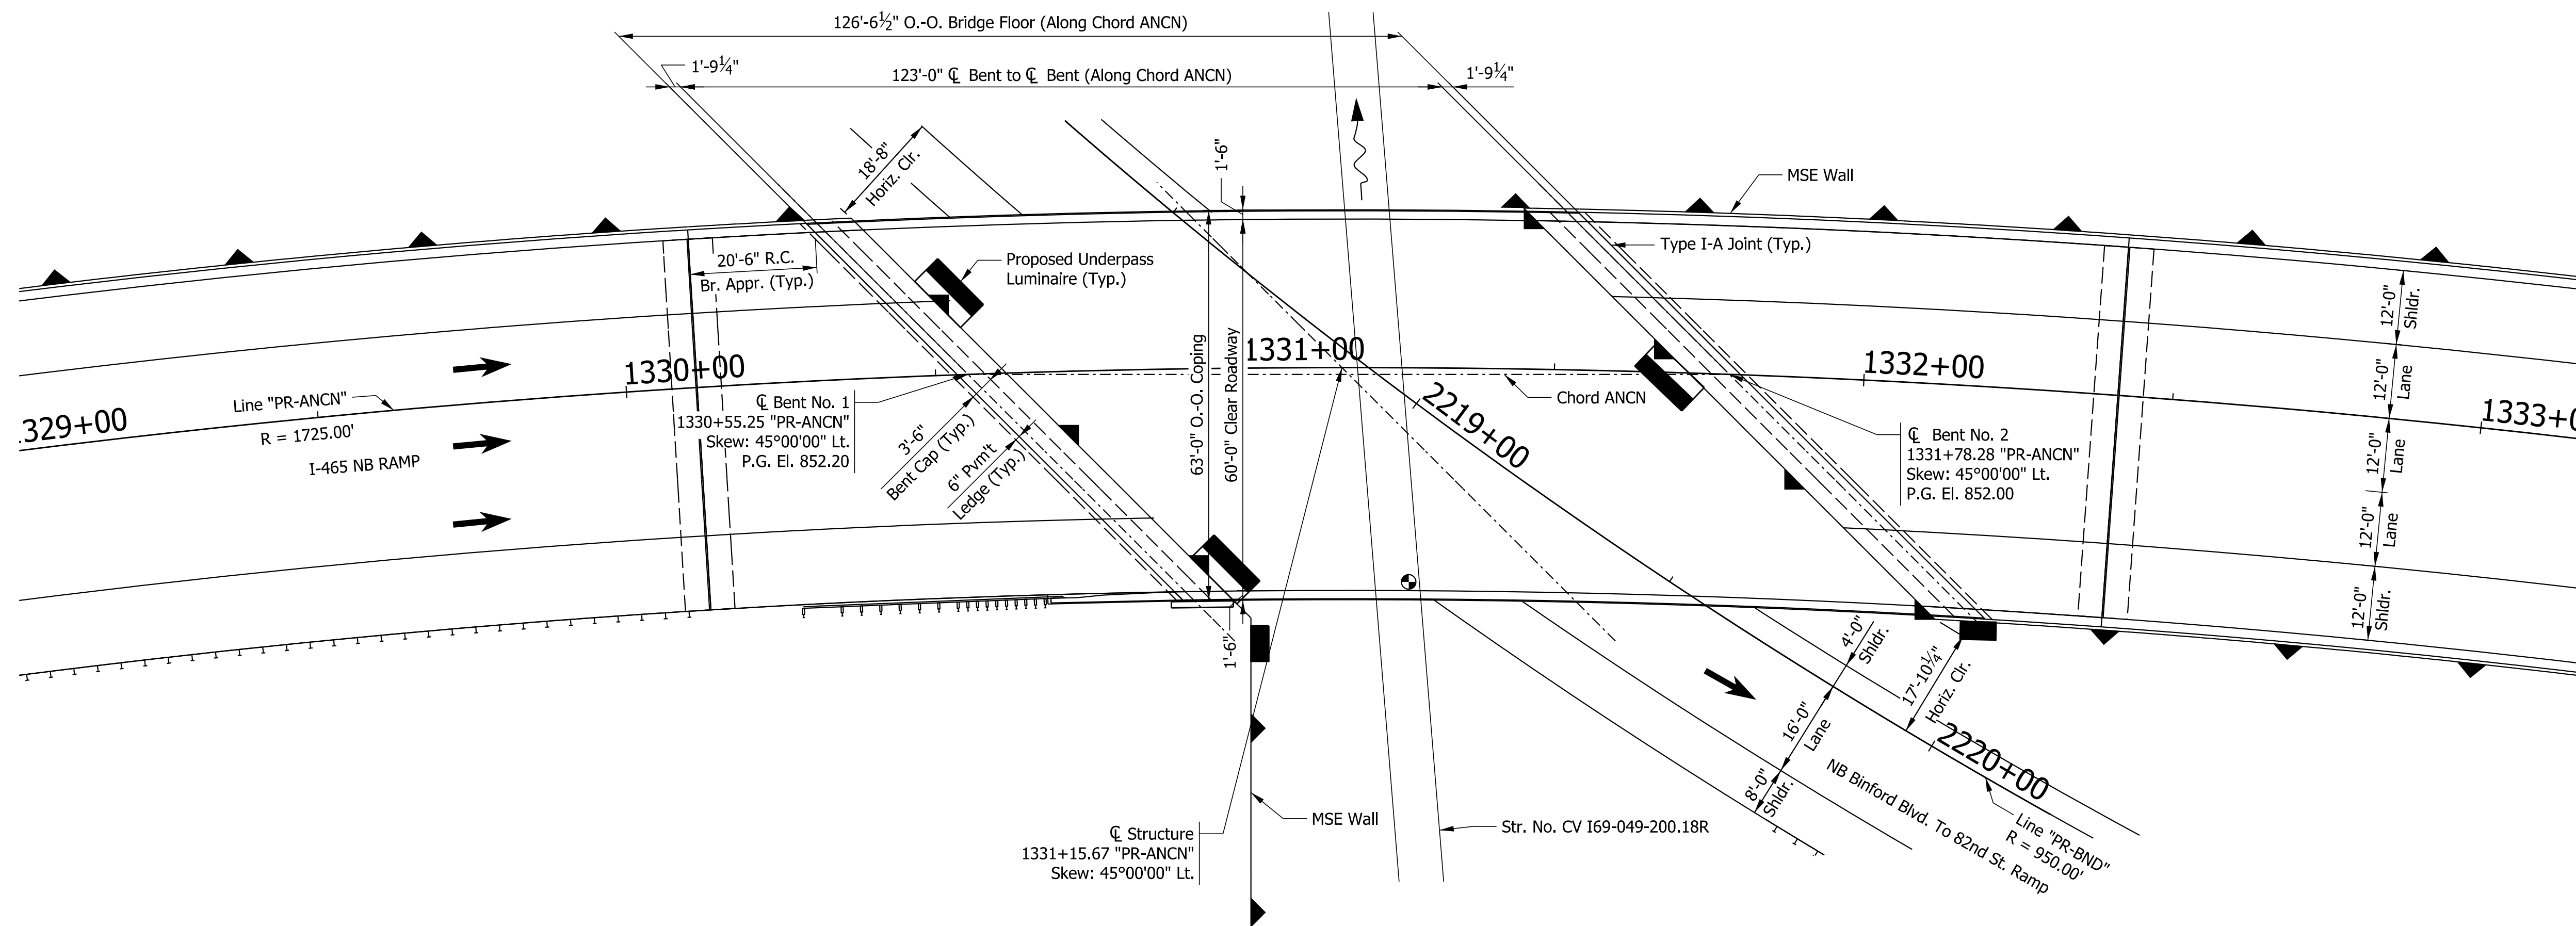 126'-6½" O.-O. Bridge Floor (Along Chord ANCN)
1'-9¼"
123'-0" ℄ Bent to ℄ Bent (Along Chord ANCN)
1'-9¼"
18'-8"
Horiz. Clr.
1'-6"
MSE Wall
Type I-A Joint (Typ.)
20'-6" R.C.
Br. Appr. (Typ.)
Proposed Underpass
Luminaire (Typ.)
63'-0" O.-O. Coping
60'-0" Clear Roadway
12'-0"
Shldr.
12'-0"
Lane
12'-0"
Lane
12'-0"
Lane
12'-0"
Shldr.
1329+00
1330+00
1331+00
1332+00
1333+0
Line "PR-ANCN"
R = 1725.00'
I-465 NB RAMP
℄ Bent No. 1
1330+55.25 "PR-ANCN"
Skew: 45°00'00" Lt.
P.G. El. 852.20
3'-6"
Bent Cap (Typ.)
6" Pvm't
Ledge (Typ.)
Chord ANCN
2219+00
℄ Bent No. 2
1331+78.28 "PR-ANCN"
Skew: 45°00'00" Lt.
P.G. El. 852.00
1'-6"
4'-0"
Shldr.
16'-0"
Lane
8'-0"
Shldr.
17'-10¼"
Horiz. Clr.
2220+00
NB Binford Blvd. To 82nd St. Ramp
Line "PR-BND"
R = 950.00'
℄ Structure
1331+15.67 "PR-ANCN"
Skew: 45°00'00" Lt.
MSE Wall
Str. No. CV I69-049-200.18R